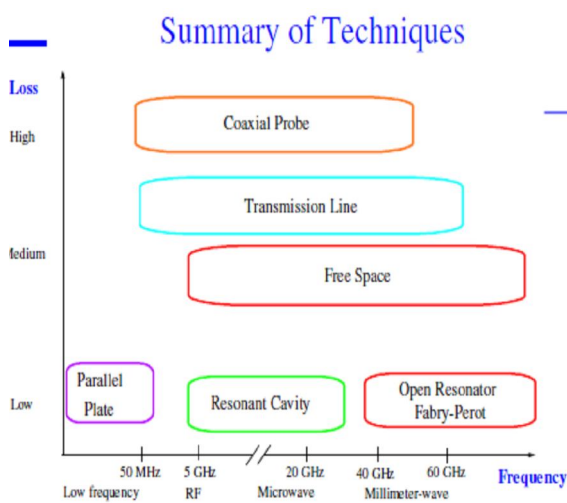 Summary of Techniques
Loss
High
Coaxial Probe
Transmission Line
Medium
Free Space
Low
Parallel
Plate
Resonant Cavity
Open Resonator
Fabry-Perot
50 MHz
5 GHz
20 GHz
40 GHz
60 GHz
Frequency
Low frequency
RF
Microwave
Millimeter-wave